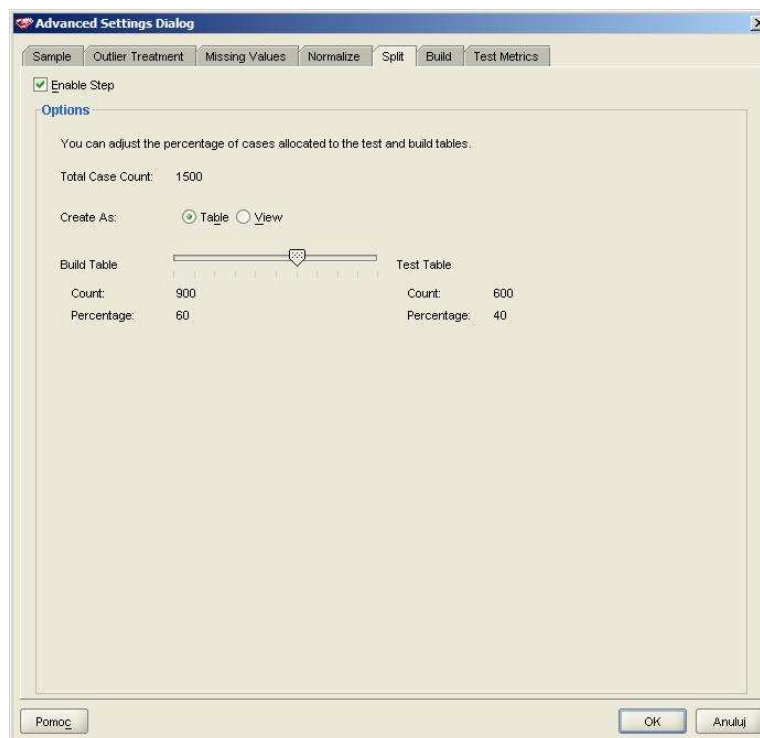 Advanced Settings Dialog
Sample Outlier Treatment Missing Values Normalize Split Build Test Metrics
Enable Step
Options
You can adjust the percentage of cases allocated to the test and build tables.
Total Case Count: 1500
Create As: Table View
Build Table Test Table
Count: 900 Count: 600
Percentage: 60 Percentage: 40
Pomoc OK Anuluj